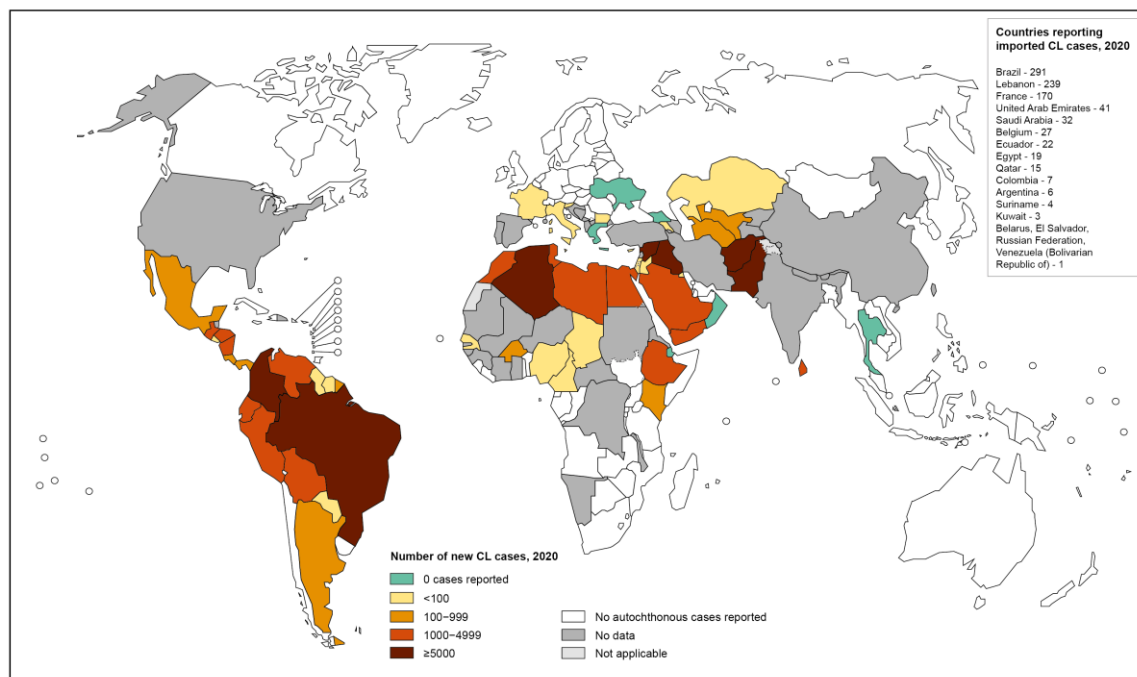 Countries reporting
imported CL cases, 2020
Brazil - 291
Lebanon - 239
France - 170
United Arab Emirates - 41
Saudi Arabia - 32
Belgium - 27
Ecuador - 22
Egypt - 19
Qatar - 15
Colombia - 7
Argentina - 6
Suriname - 4
Kuwait - 3
Belarus, El Salvador,
Russian Federation,
Venezuela (Bolivarian
Republic of) - 1
Number of new CL cases, 2020
0 cases reported
<100
100–999
1000–4999
≥5000
No autochthonous cases reported
No data
Not applicable